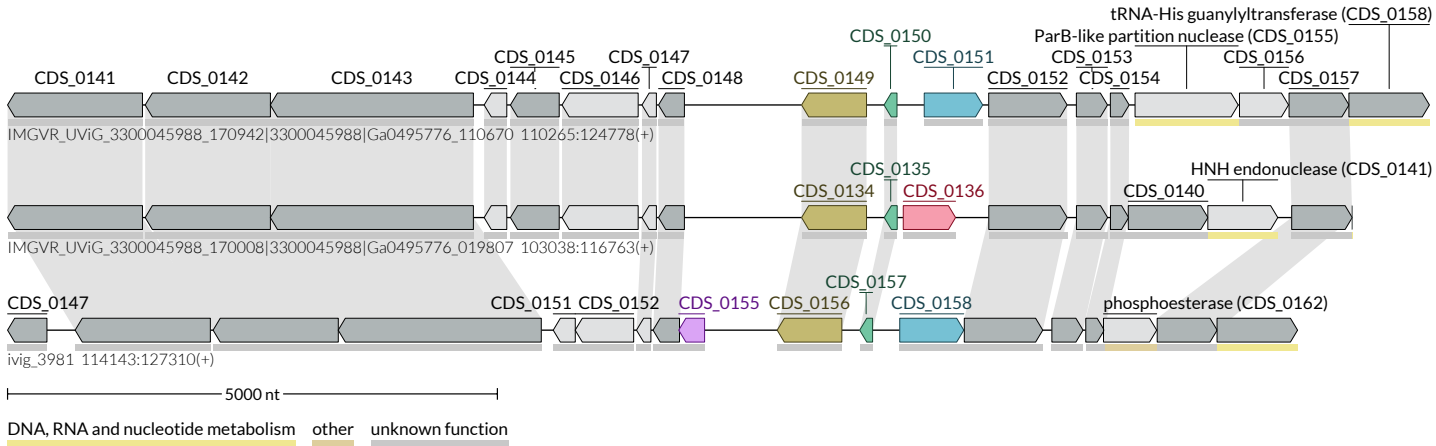 tRNA-His guanylyltransferase (CDS_0158)
CDS_0150 ParB-like partition nuclease (CDS_0155)
CDS_0145 CDS_0147 CDS_0151 CDS_0153 CDS_0156
CDS_0141 CDS_0142 CDS_0143 CDS_0144 CDS_0146 CDS_0148 CDS_0149 CDS_0152 CDS_0154 CDS_0157
IMGVR_UViG_3300045988_170942|3300045988|Ga0495776_110670 110265:124778(+)
CDS_0135 HNH endonuclease (CDS_0141)
CDS_0134 CDS_0136 CDS_0140
IMGVR_UViG_3300045988_170008|3300045988|Ga0495776_019807 103038:116763(+)
CDS_0157
CDS_0147 CDS_0151 CDS_0152 CDS_0155 CDS_0156 CDS_0158 phosphoesterase (CDS_0162)
ivig_3981 114143:127310(+)
5000 nt
DNA, RNA and nucleotide metabolism other unknown function